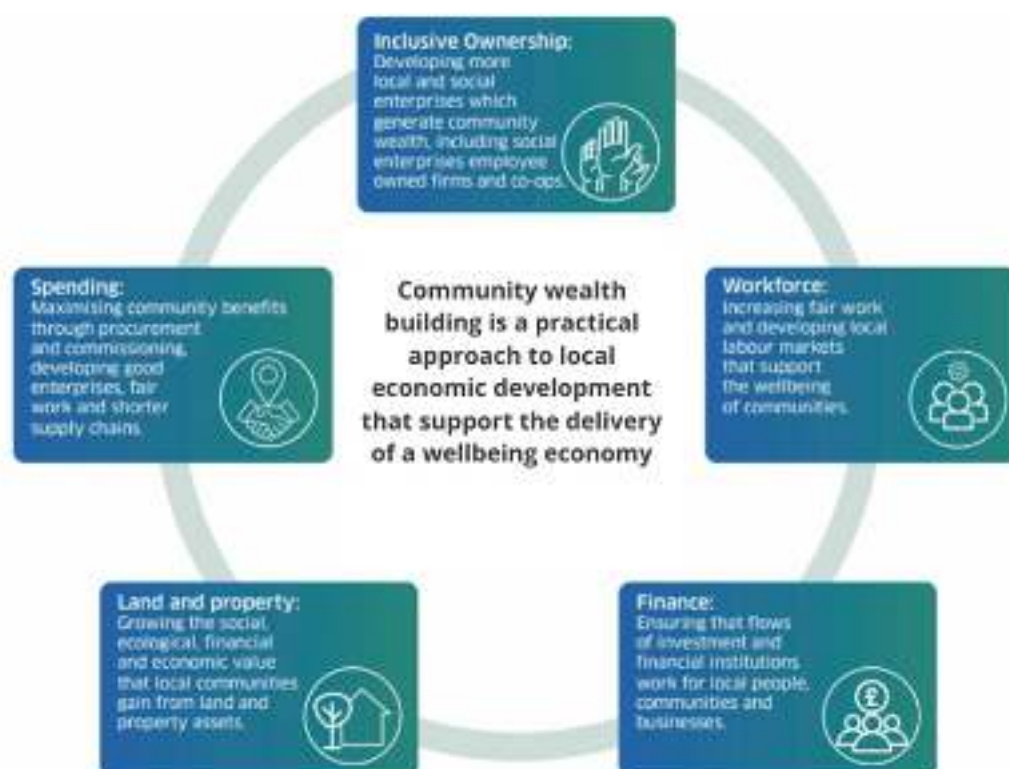 Inclusive Ownership:
Developing more
local and social
enterprises which
generate community
wealth, including social
enterprises employee
owned firms and co-ops.
Spending:
Maximising community benefits
through procurement
and commissioning,
developing good
enterprises, fair
work and shorter
supply chains.
Community wealth
building is a practical
approach to local
economic development
that support the delivery
of a wellbeing economy
Workforce:
Increasing fair work
and developing local
labour markets
that support
the wellbeing
of communities.
Land and property:
Growing the social,
ecological, financial
and economic value
that local communities
gain from land and
property assets.
Finance:
Ensuring that flows
of investment and
financial institutions
work for local people,
communities and
businesses.
£